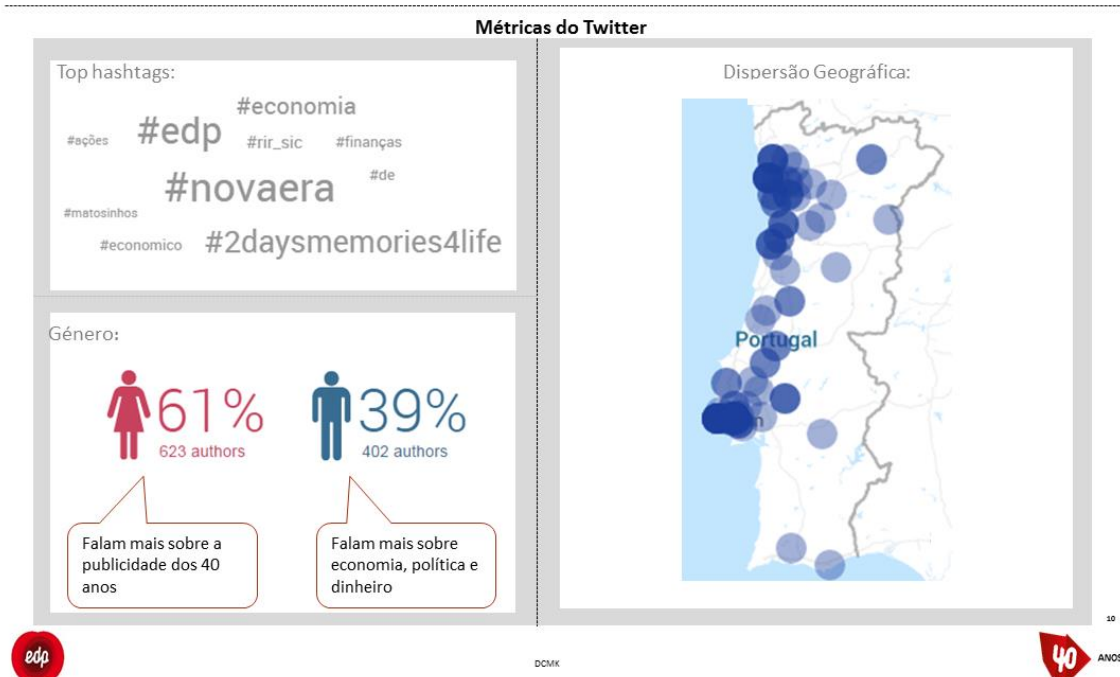 Métricas do Twitter
Top hashtags:
#economia
#ações
#edp
#rir_sic
#finanças
#novaera
#de
#matosinhos
#economico
#2daysmemories4life
Género:
61%
623 authors
39%
402 authors
Falam mais sobre a
publicidade dos 40
anos
Falam mais sobre
economia, política e
dinheiro
Dispersão Geográfica:
Portugal
10
edp
DCMK
40
ANOS